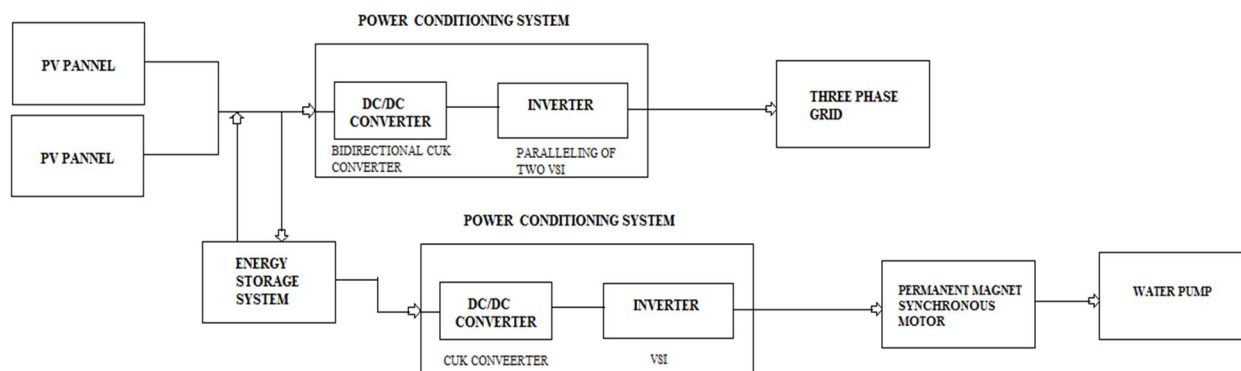 POWER CONDITIONING SYSTEM
PV PANNEL
DC/DC
CONVERTER
INVERTER
THREE PHASE
GRID
PV PANNEL
BIDIRECTIONAL CUK
CONVERTER
PARALLELING OF
TWO VSI
POWER CONDITIONING SYSTEM
ENERGY
STORAGE
SYSTEM
DC/DC
CONVERTER
INVERTER
PERMANENT MAGNET
SYNCHRONOUS
MOTOR
WATER PUMP
CUK CONVEERTER
VSI